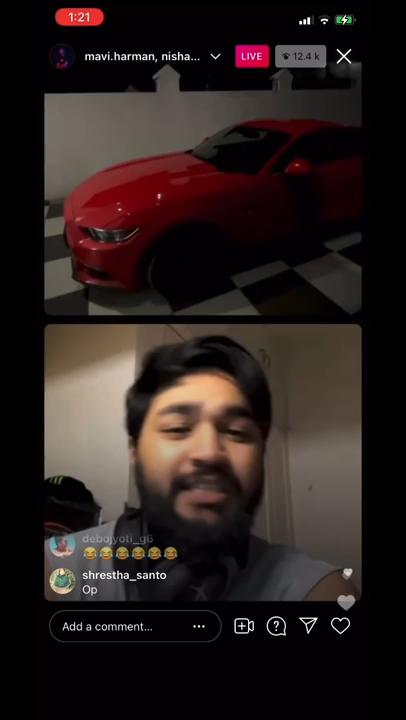 1:21
mavi.harman, nisha...
LIVE
12.4 k
debojyoti_g6
😂😂😂😂😂😂
shrestha_santo
Op
Add a comment...